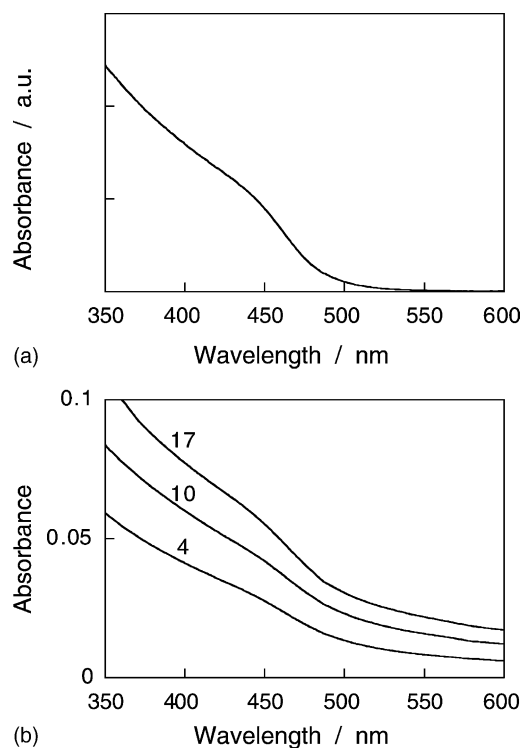 Absorbance / a.u.
350 400 450 500 550 600
(a) Wavelength / nm
0.1
17
10
0.05
4
Absorbance
0
350 400 450 500 550 600
(b) Wavelength / nm